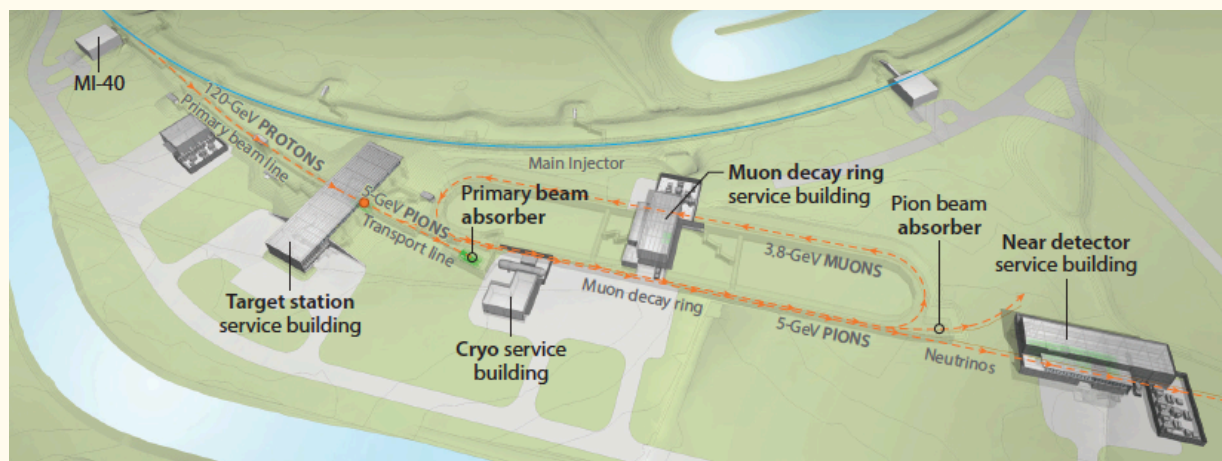 MI-40
120-GeV PROTONS
Primary beam line
Main Injector
5-GeV PIONS
Transport line
Primary beam
absorber
Muon decay ring
service building
Pion beam
absorber
3,8-GeV MUONS
Near detector
service building
Target station
service building
Muon decay ring
5-GeV PIONS
Cryo service
building
Neutrinos